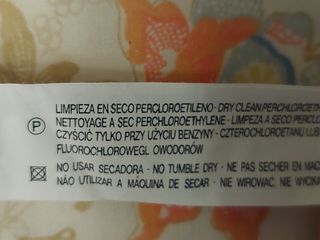 LIMPIEZA EN SECO PERCLOROETILENO - DRY CLEAN PERCHLOROETH
P
NETTOYAGE A SEC PERCHLOROETHYLENE - LIMPEZA A SECO PERCLO
CZYŚCIĆ TYLKO PRZY UŻYCIU BENZYNY - CZTEROCHLOROETANU LUB
FLUOROCHLOROWEGL OWODORÓW
NO USAR SECADORA - NO TUMBLE DRY - NE PAS SECHER EN MACH
NÃO UTILIZAR A MÁQUINA DE SECAR - NIE WIROWAĆ, NIE WYCIKA